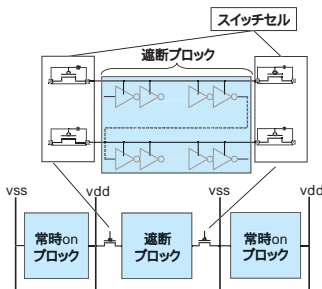 スイッチセル
遮断ブロック
vss
vdd
vss
vdd
常時on
ブロック
遮断
ブロック
常時on
ブロック